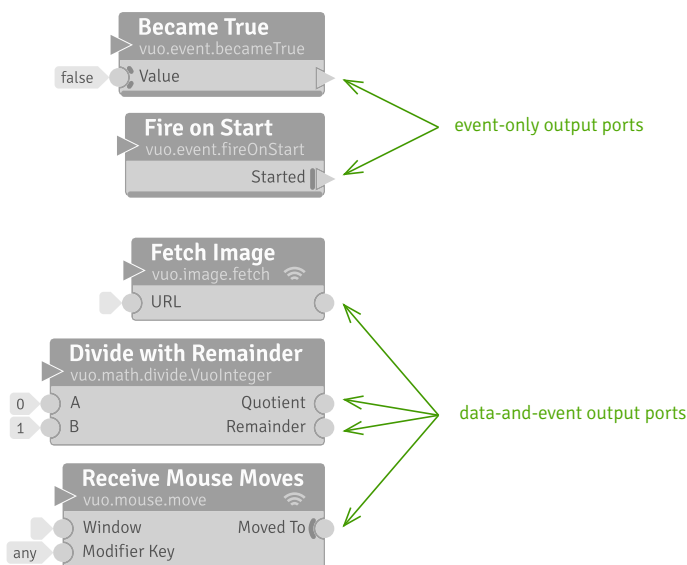 Became True
vuo.event.becameTrue
false
Value
event-only output ports
Fire on Start
vuo.event.fireOnStart
Started
Fetch Image
vuo.image.fetch
URL
Divide with Remainder
vuo.math.divide.VuoInteger
0 A Quotient
1 B Remainder
data-and-event output ports
Receive Mouse Moves
vuo.mouse.move
Window Moved To
any Modifier Key